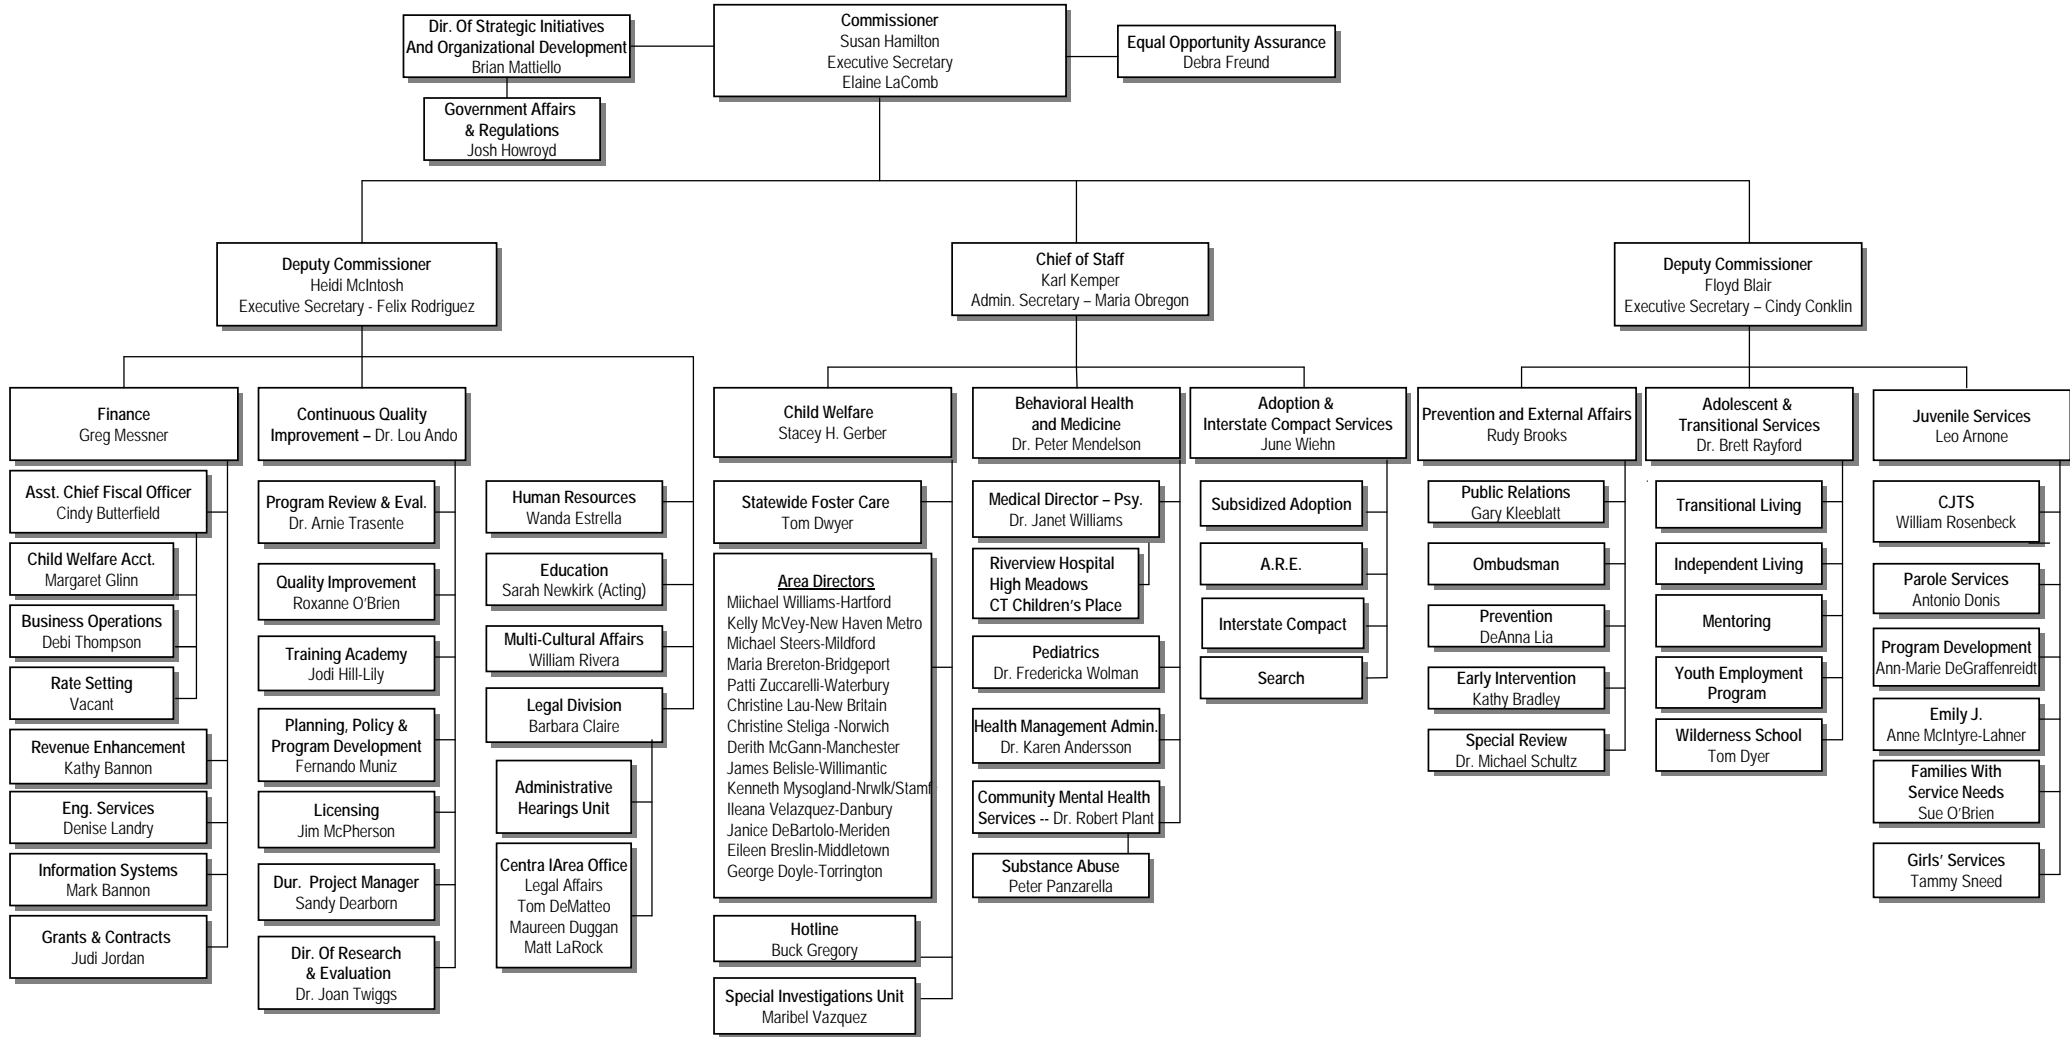 Dir. Of Strategic Initiatives
And Organizational Development
Brian Mattiello
Commissioner
Susan Hamilton
Executive Secretary
Elaine LaComb
Equal Opportunity Assurance
Debra Freund
Government Affairs
& Regulations
Josh Howroyd
Deputy Commissioner
Heidi McIntosh
Executive Secretary - Felix Rodriguez
Chief of Staff
Karl Kemper
Admin. Secretary – Maria Obregon
Deputy Commissioner
Floyd Blair
Executive Secretary – Cindy Conklin
Finance
Greg Messner
Asst. Chief Fiscal Officer
Cindy Butterfield
Child Welfare Acct.
Margaret Glinn
Business Operations
Debi Thompson
Rate Setting
Vacant
Revenue Enhancement
Kathy Bannon
Eng. Services
Denise Landry
Information Systems
Mark Bannon
Grants & Contracts
Judi Jordan
Continuous Quality
Improvement – Dr. Lou Ando
Program Review & Eval.
Dr. Arnie Trasente
Quality Improvement
Roxanne O’Brien
Training Academy
Jodi Hill-Lily
Planning, Policy &
Program Development
Fernando Muniz
Licensing
Jim McPherson
Dur. Project Manager
Sandy Dearborn
Dir. Of Research
& Evaluation
Dr. Joan Twiggs
Human Resources
Wanda Estrella
Education
Sarah Newkirk (Acting)
Multi-Cultural Affairs
William Rivera
Legal Division
Barbara Claire
Administrative
Hearings Unit
Centra lArea Office
Legal Affairs
Tom DeMatteo
Maureen Duggan
Matt LaRock
Child Welfare
Stacey H. Gerber
Statewide Foster Care
Tom Dwyer
Area Directors
Miichael Williams-Hartford
Kelly McVey-New Haven Metro
Michael Steers-Mildford
Maria Brereton-Bridgeport
Patti Zuccarelli-Waterbury
Christine Lau-New Britain
Christine Steliga -Norwich
Derith McGann-Manchester
James Belisle-Willimantic
Kenneth Mysogland-Nrwlk/Stamf
Ileana Velazquez-Danbury
Janice DeBartolo-Meriden
Eileen Breslin-Middletown
George Doyle-Torrington
Hotline
Buck Gregory
Special Investigations Unit
Maribel Vazquez
Behavioral Health
and Medicine
Dr. Peter Mendelson
Medical Director – Psy.
Dr. Janet Williams
Riverview Hospital
High Meadows
CT Children’s Place
Pediatrics
Dr. Fredericka Wolman
Health Management Admin.
Dr. Karen Andersson
Community Mental Health
Services -- Dr. Robert Plant
Substance Abuse
Peter Panzarella
Adoption &
Interstate Compact Services
June Wiehn
Subsidized Adoption
A.R.E.
Interstate Compact
Search
Prevention and External Affairs
Rudy Brooks
Public Relations
Gary Kleeblatt
Ombudsman
Prevention
DeAnna Lia
Early Intervention
Kathy Bradley
Special Review
Dr. Michael Schultz
Adolescent &
Transitional Services
Dr. Brett Rayford
Transitional Living
Independent Living
Mentoring
Youth Employment
Program
Wilderness School
Tom Dyer
Juvenile Services
Leo Arnone
CJTS
William Rosenbeck
Parole Services
Antonio Donis
Program Development
Ann-Marie DeGraffenreidt
Emily J.
Anne McIntyre-Lahner
Families With
Service Needs
Sue O’Brien
Girls’ Services
Tammy Sneed